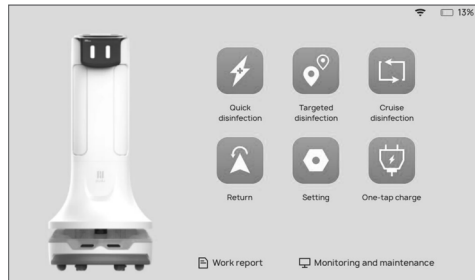 13%
Quick
disinfection
Targeted
disinfection
Cruise
disinfection
Return
Setting
One-tap charge
Work report
Monitoring and maintenance